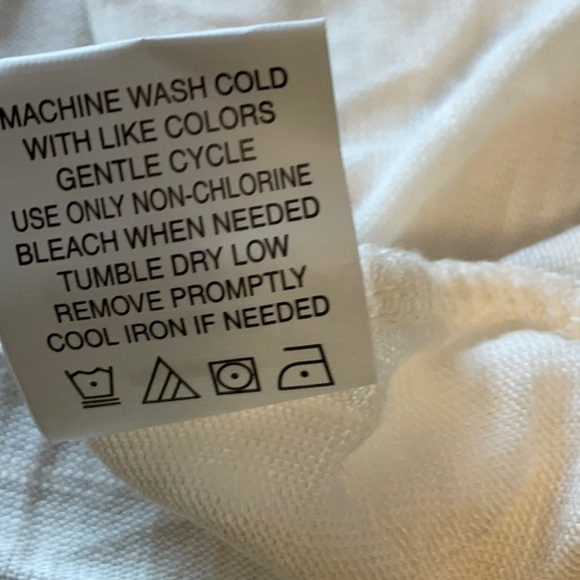 MACHINE WASH COLD
WITH LIKE COLORS
GENTLE CYCLE
USE ONLY NON-CHLORINE
BLEACH WHEN NEEDED
TUMBLE DRY LOW
REMOVE PROMPTLY
COOL IRON IF NEEDED